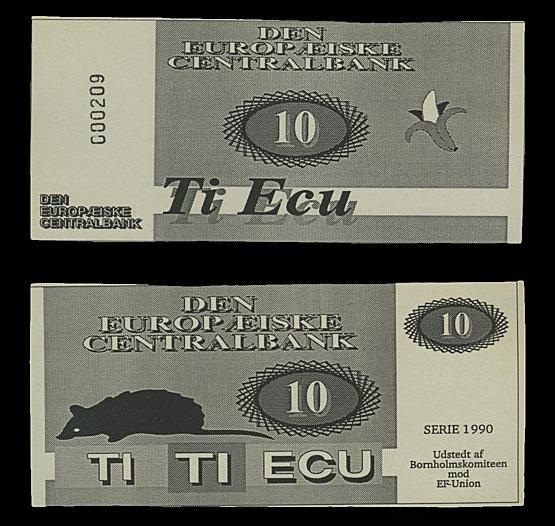 000209
DEN
EUROPÆISKE
CENTRALBANK
10
Ti Ecu
DEN
EUROPÆISKE
CENTRALBANK
DEN
EUROPÆISKE
CENTRALBANK
10
10
SERIE 1990
Udstedt af
Bornholmskomiteen
mod
EF-Union
TI TI ECU